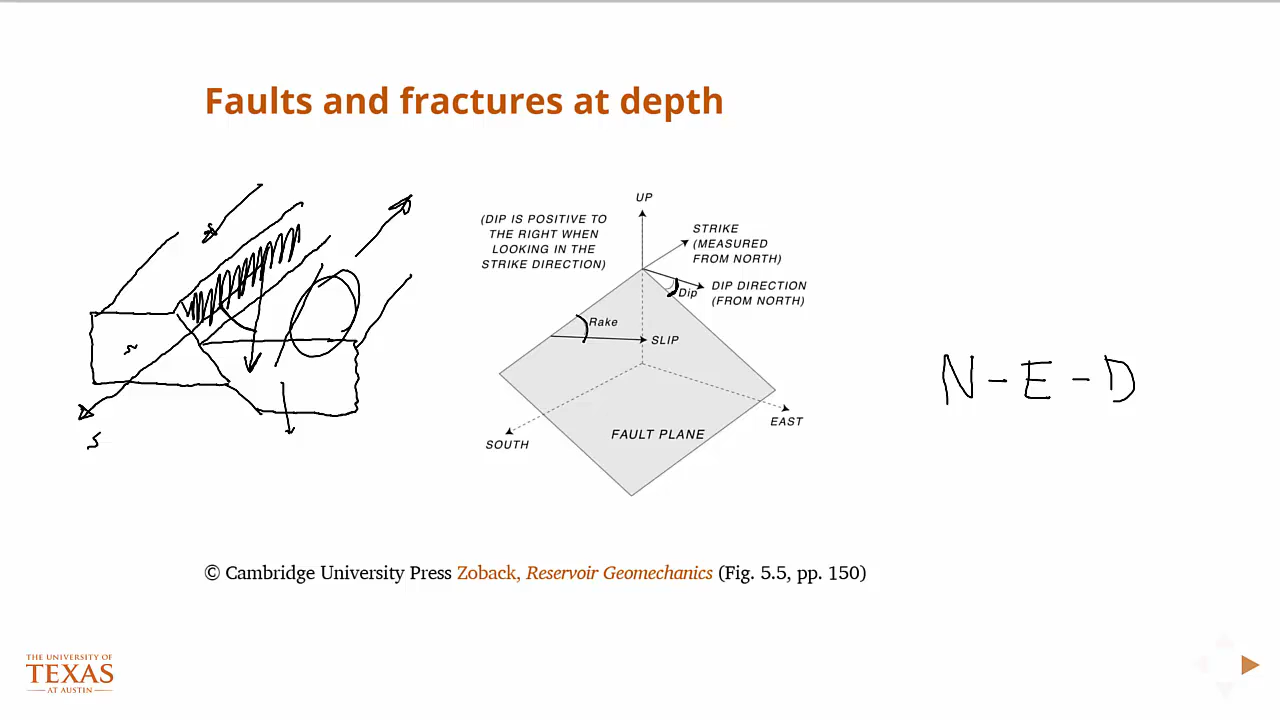 Faults and fractures at depth
UP
(DIP IS POSITIVE TO
THE RIGHT WHEN
LOOKING IN THE
STRIKE DIRECTION)
STRIKE
(MEASURED
FROM NORTH)
DIP DIRECTION
(FROM NORTH)
Dip
Rake
SLIP
N-E-D
EAST
FAULT PLANE
SOUTH
© Cambridge University Press Zoback, Reservoir Geomechanics (Fig. 5.5, pp. 150)
THE UNIVERSITY OF
TEXAS
AT AUSTIN